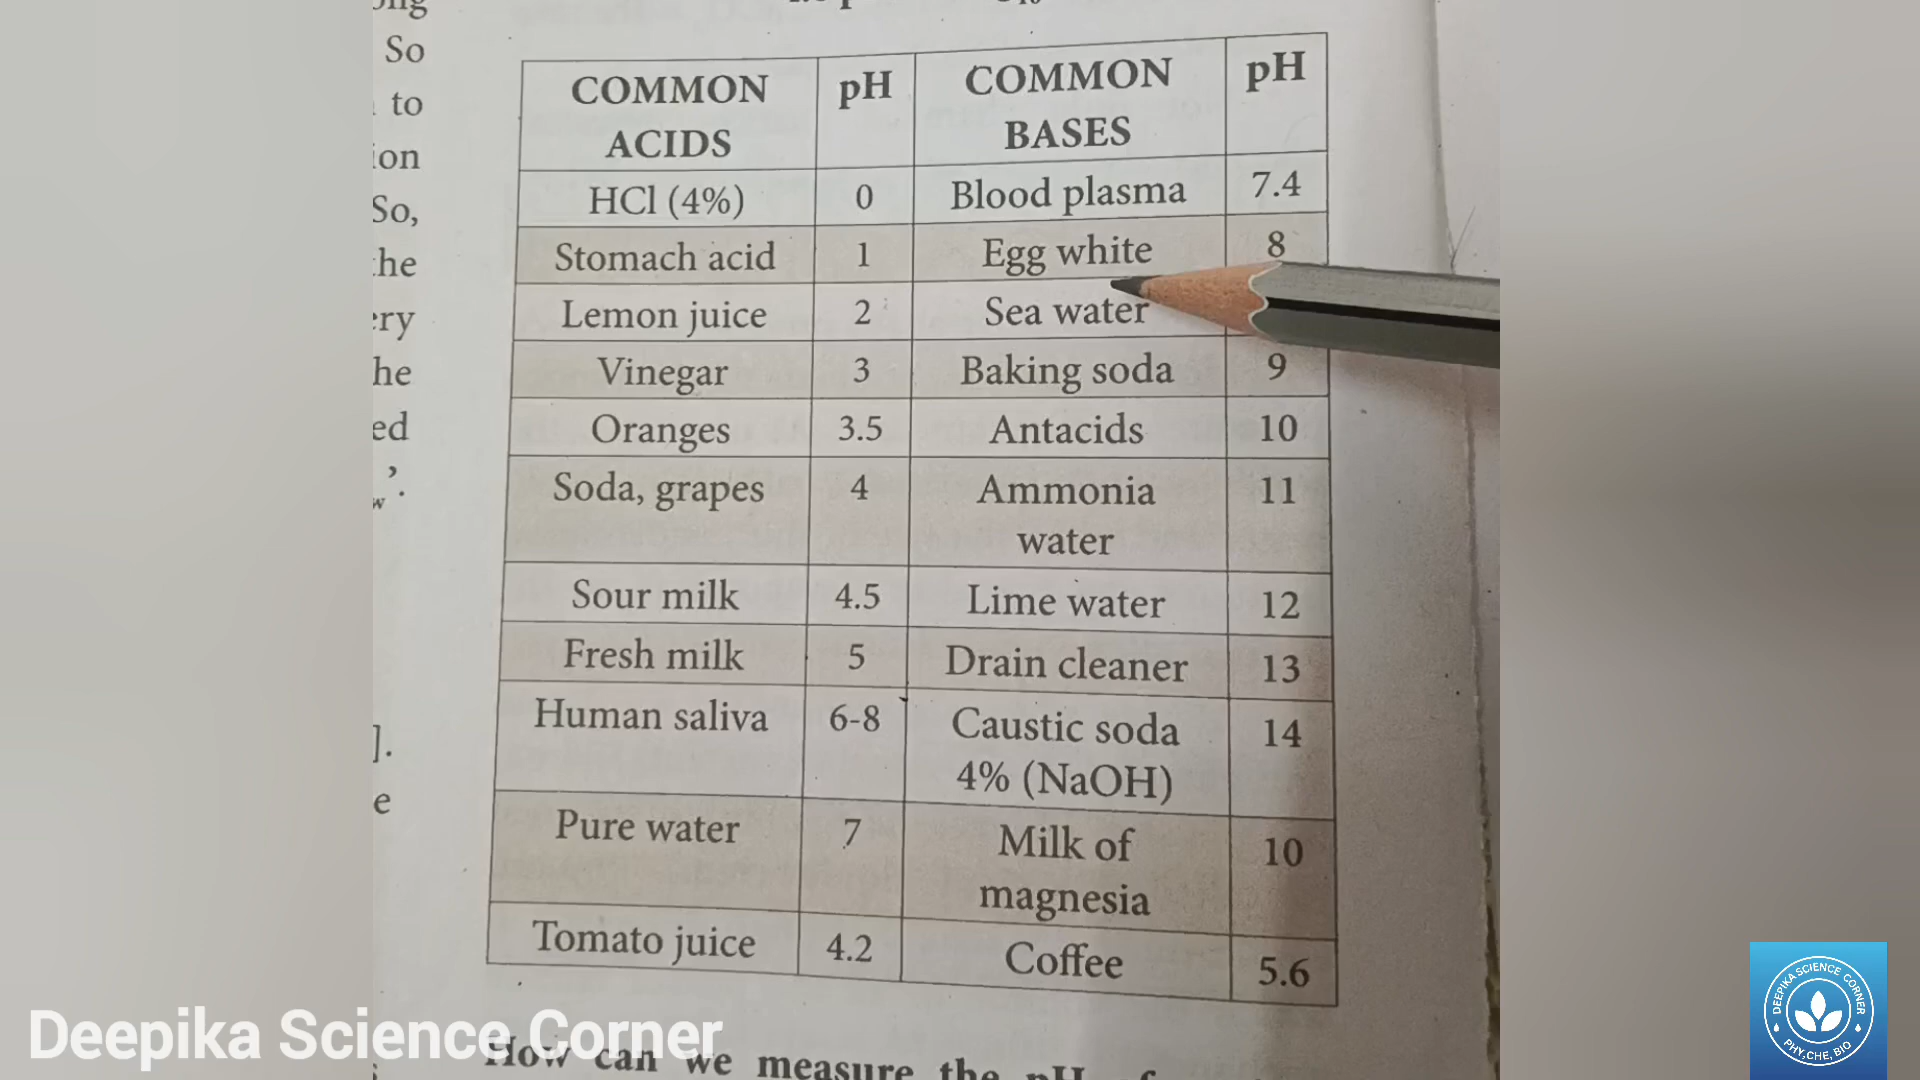 So
to
ion
So,
the
ery
he
ed
w’.
].
e
COMMON ACIDS pH COMMON BASES pH
HCl (4%) 0 Blood plasma 7.4
Stomach acid 1 Egg white 8
Lemon juice 2 Sea water
Vinegar 3 Baking soda 9
Oranges 3.5 Antacids 10
Soda, grapes 4 Ammonia water 11
Sour milk 4.5 Lime water 12
Fresh milk 5 Drain cleaner 13
Human saliva 6-8 Caustic soda 4% (NaOH) 14
Pure water 7 Milk of magnesia 10
Tomato juice 4.2 Coffee 5.6
How can we measure the pH of
Deepika Science Corner
DEEPIKA SCIENCE CORNER
PHY,CHE,BIO